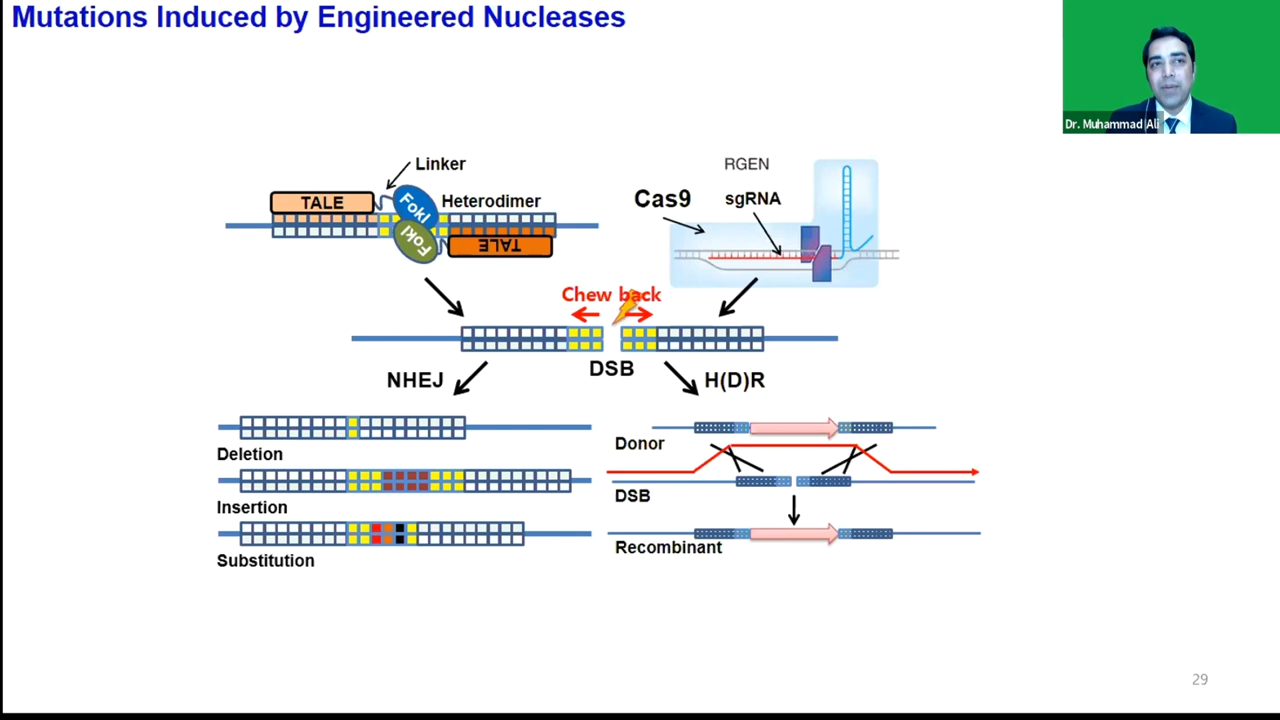 Mutations Induced by Engineered Nucleases
Dr. Muhammad Ali
Linker
TALE
FokI
Heterodimer
FokI
TALE
RGEN
Cas9
sgRNA
Chew back
DSB
NHEJ
H(D)R
Deletion
Insertion
Substitution
Donor
DSB
Recombinant
29